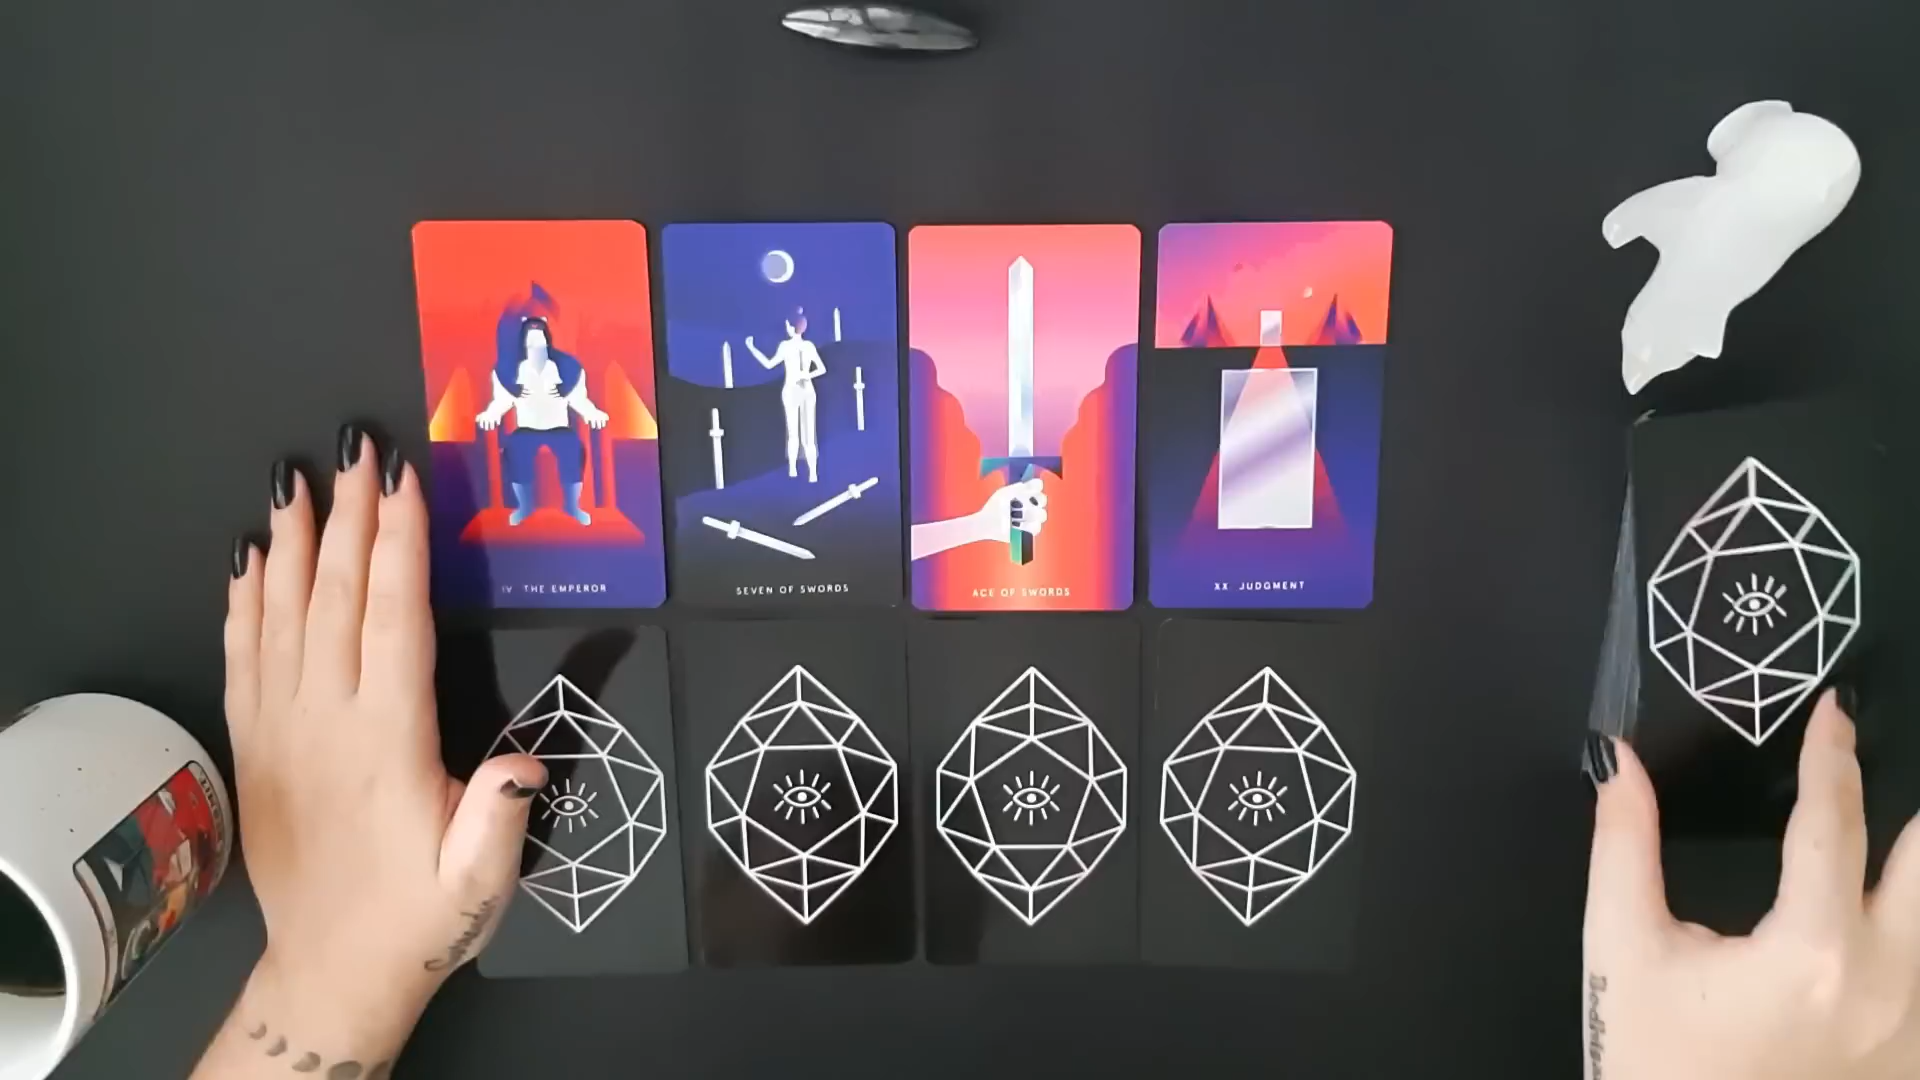 IV THE EMPEROR
SEVEN OF SWORDS
ACE OF SWORDS
XX JUDGMENT